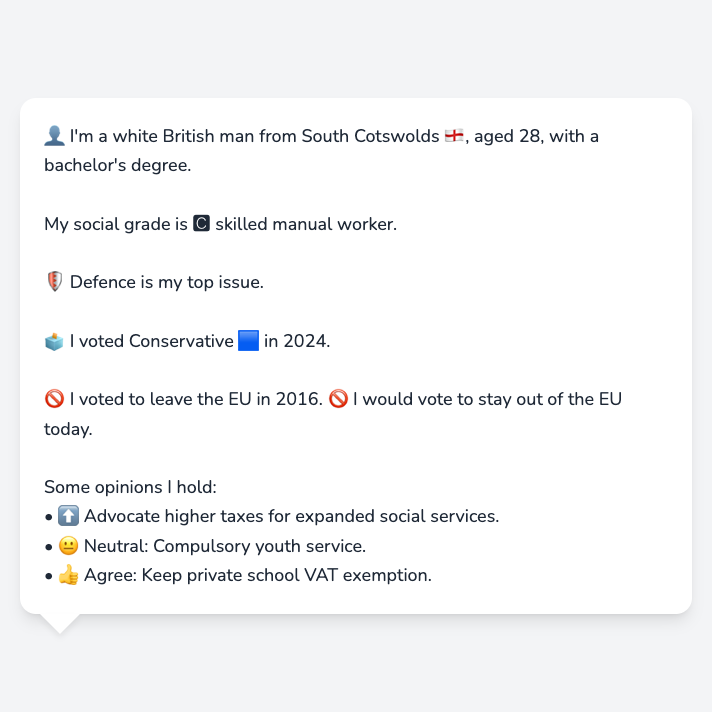 👤 I'm a white British man from South Cotswolds 🏴󠁧󠁢󠁥󠁮󠁧󠁿, aged 28, with a
bachelor's degree.
My social grade is 🅲 skilled manual worker.
🛡️ Defence is my top issue.
🗳️ I voted Conservative 🟦 in 2024.
🚫 I voted to leave the EU in 2016. 🚫 I would vote to stay out of the EU
today.
Some opinions I hold:
• ⬆️ Advocate higher taxes for expanded social services.
• 😐 Neutral: Compulsory youth service.
• 👍 Agree: Keep private school VAT exemption.